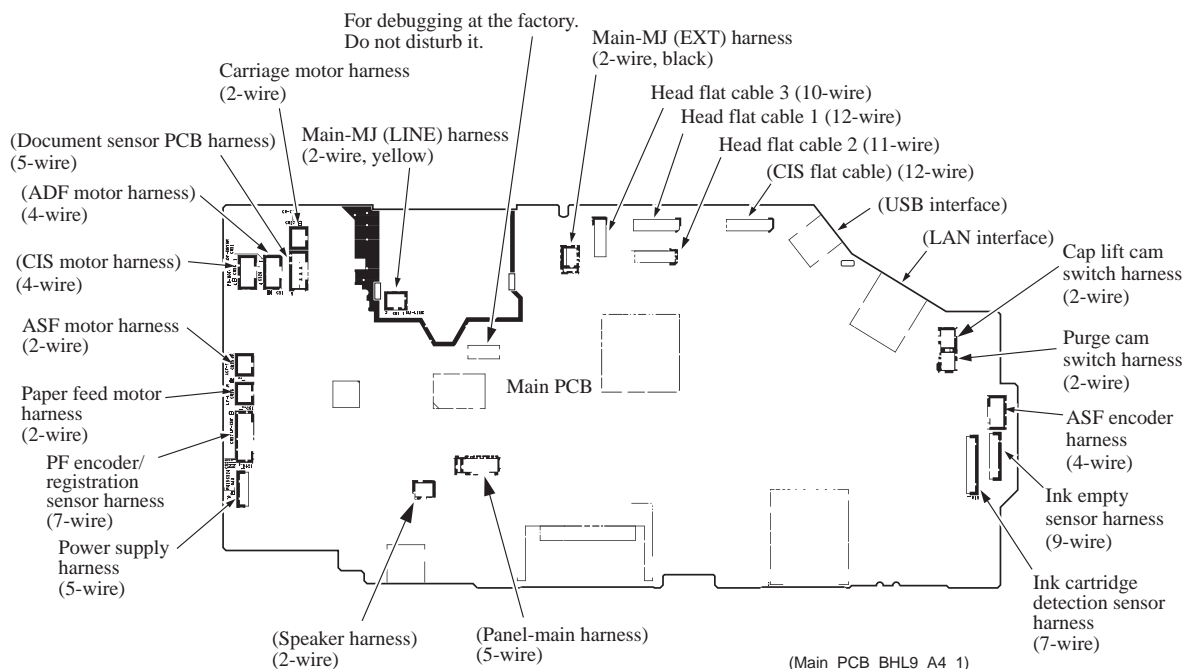 For debugging at the factory.
Do not disturb it.
Main-MJ (EXT) harness
(2-wire, black)
Carriage motor harness
(2-wire)
Head flat cable 3 (10-wire)
Head flat cable 1 (12-wire)
Head flat cable 2 (11-wire)
(CIS flat cable) (12-wire)
(Document sensor PCB harness)
(5-wire)
Main-MJ (LINE) harness
(2-wire, yellow)
(ADF motor harness)
(4-wire)
(USB interface)
(LAN interface)
(CIS motor harness)
(4-wire)
Cap lift cam
switch harness
(2-wire)
ASF motor harness
(2-wire)
Purge cam
switch harness
(2-wire)
Main PCB
Paper feed motor
harness
(2-wire)
ASF encoder
harness
(4-wire)
PF encoder/
registration
sensor harness
(7-wire)
Ink empty
sensor harness
(9-wire)
Power supply
harness
(5-wire)
Ink cartridge
detection sensor
harness
(7-wire)
(Speaker harness)
(2-wire)
(Panel-main harness)
(5-wire)
(Main_PCB_BHL9_A4_1)